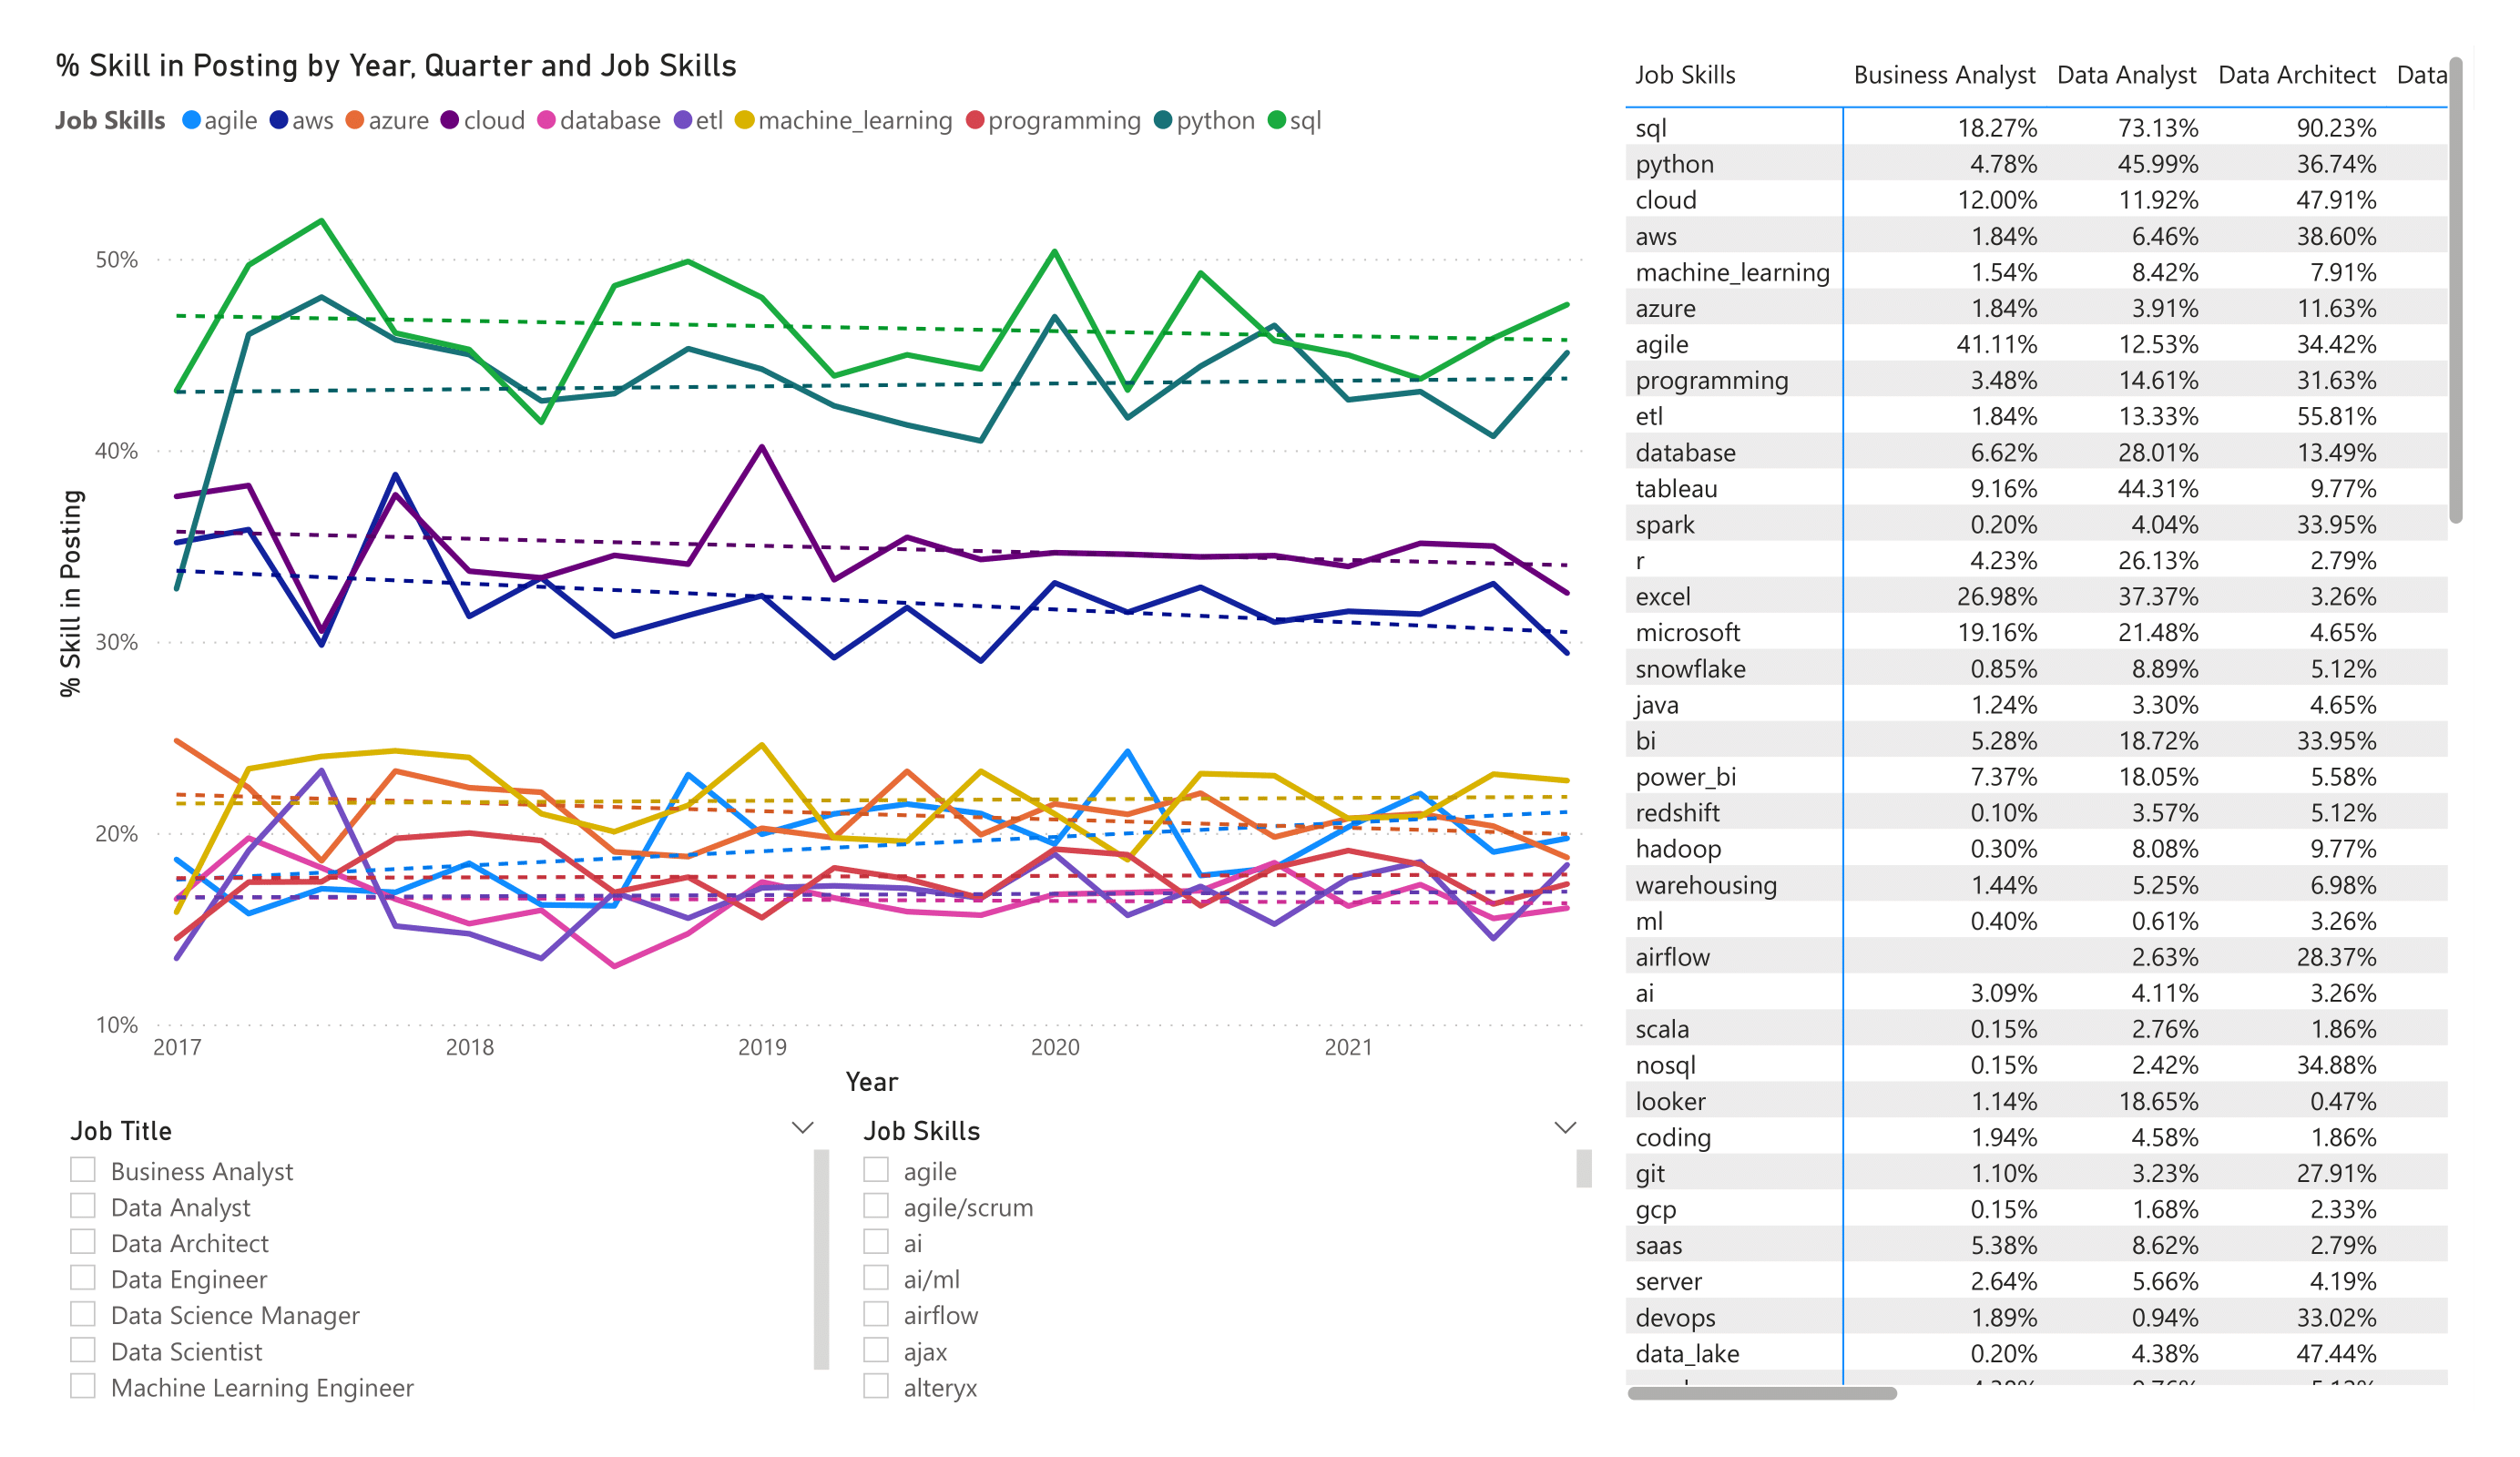 % Skill in Posting by Year, Quarter and Job Skills
Job Skills agile aws azure cloud database etl machine_learning programming python sql
50%
40%
30%
20%
10%
% Skill in Posting
2017 2018 2019 2020 2021
Year
Job Title
Business Analyst
Data Analyst
Data Architect
Data Engineer
Data Science Manager
Data Scientist
Machine Learning Engineer
Job Skills
agile
agile/scrum
ai
ai/ml
airflow
ajax
alteryx
Job Skills Business Analyst Data Analyst Data Architect Data
sql 18.27% 73.13% 90.23%
python 4.78% 45.99% 36.74%
cloud 12.00% 11.92% 47.91%
aws 1.84% 6.46% 38.60%
machine_learning 1.54% 8.42% 7.91%
azure 1.84% 3.91% 11.63%
agile 41.11% 12.53% 34.42%
programming 3.48% 14.61% 31.63%
etl 1.84% 13.33% 55.81%
database 6.62% 28.01% 13.49%
tableau 9.16% 44.31% 9.77%
spark 0.20% 4.04% 33.95%
r 4.23% 26.13% 2.79%
excel 26.98% 37.37% 3.26%
microsoft 19.16% 21.48% 4.65%
snowflake 0.85% 8.89% 5.12%
java 1.24% 3.30% 4.65%
bi 5.28% 18.72% 33.95%
power_bi 7.37% 18.05% 5.58%
redshift 0.10% 3.57% 5.12%
hadoop 0.30% 8.08% 9.77%
warehousing 1.44% 5.25% 6.98%
ml 0.40% 0.61% 3.26%
airflow 2.63% 28.37%
ai 3.09% 4.11% 3.26%
scala 0.15% 2.76% 1.86%
nosql 0.15% 2.42% 34.88%
looker 1.14% 18.65% 0.47%
coding 1.94% 4.58% 1.86%
git 1.10% 3.23% 27.91%
gcp 0.15% 1.68% 2.33%
saas 5.38% 8.62% 2.79%
server 2.64% 5.66% 4.19%
devops 1.89% 0.94% 33.02%
data_lake 0.20% 4.38% 47.44%